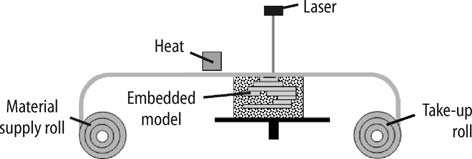 Laser
Heat
Material
supply roll
Embedded
model
Take-up
roll